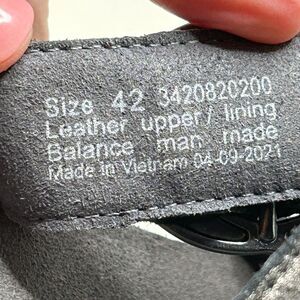 Size 42 3420820200
Leather upper/ lining
Balance man made
Made in Vietnam 04-09-2021